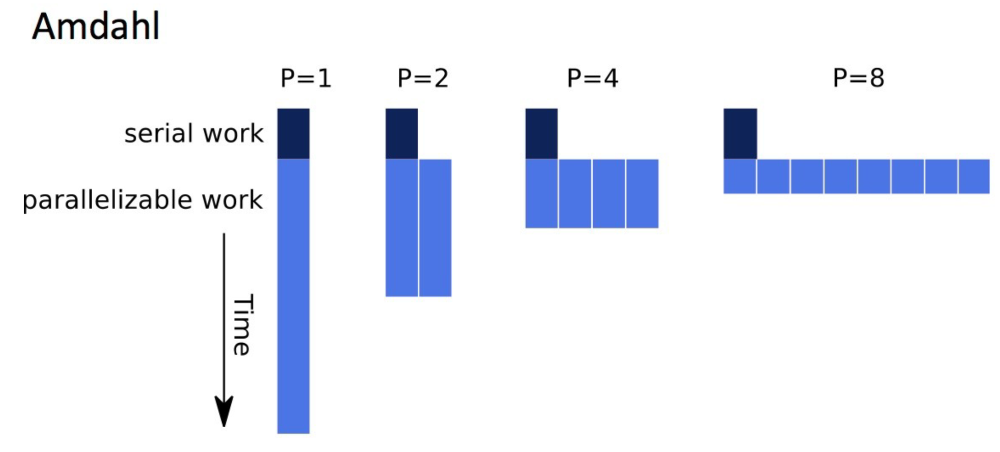 Amdahl
P=1
P=2
P=4
P=8
serial work
parallelizable work
Time